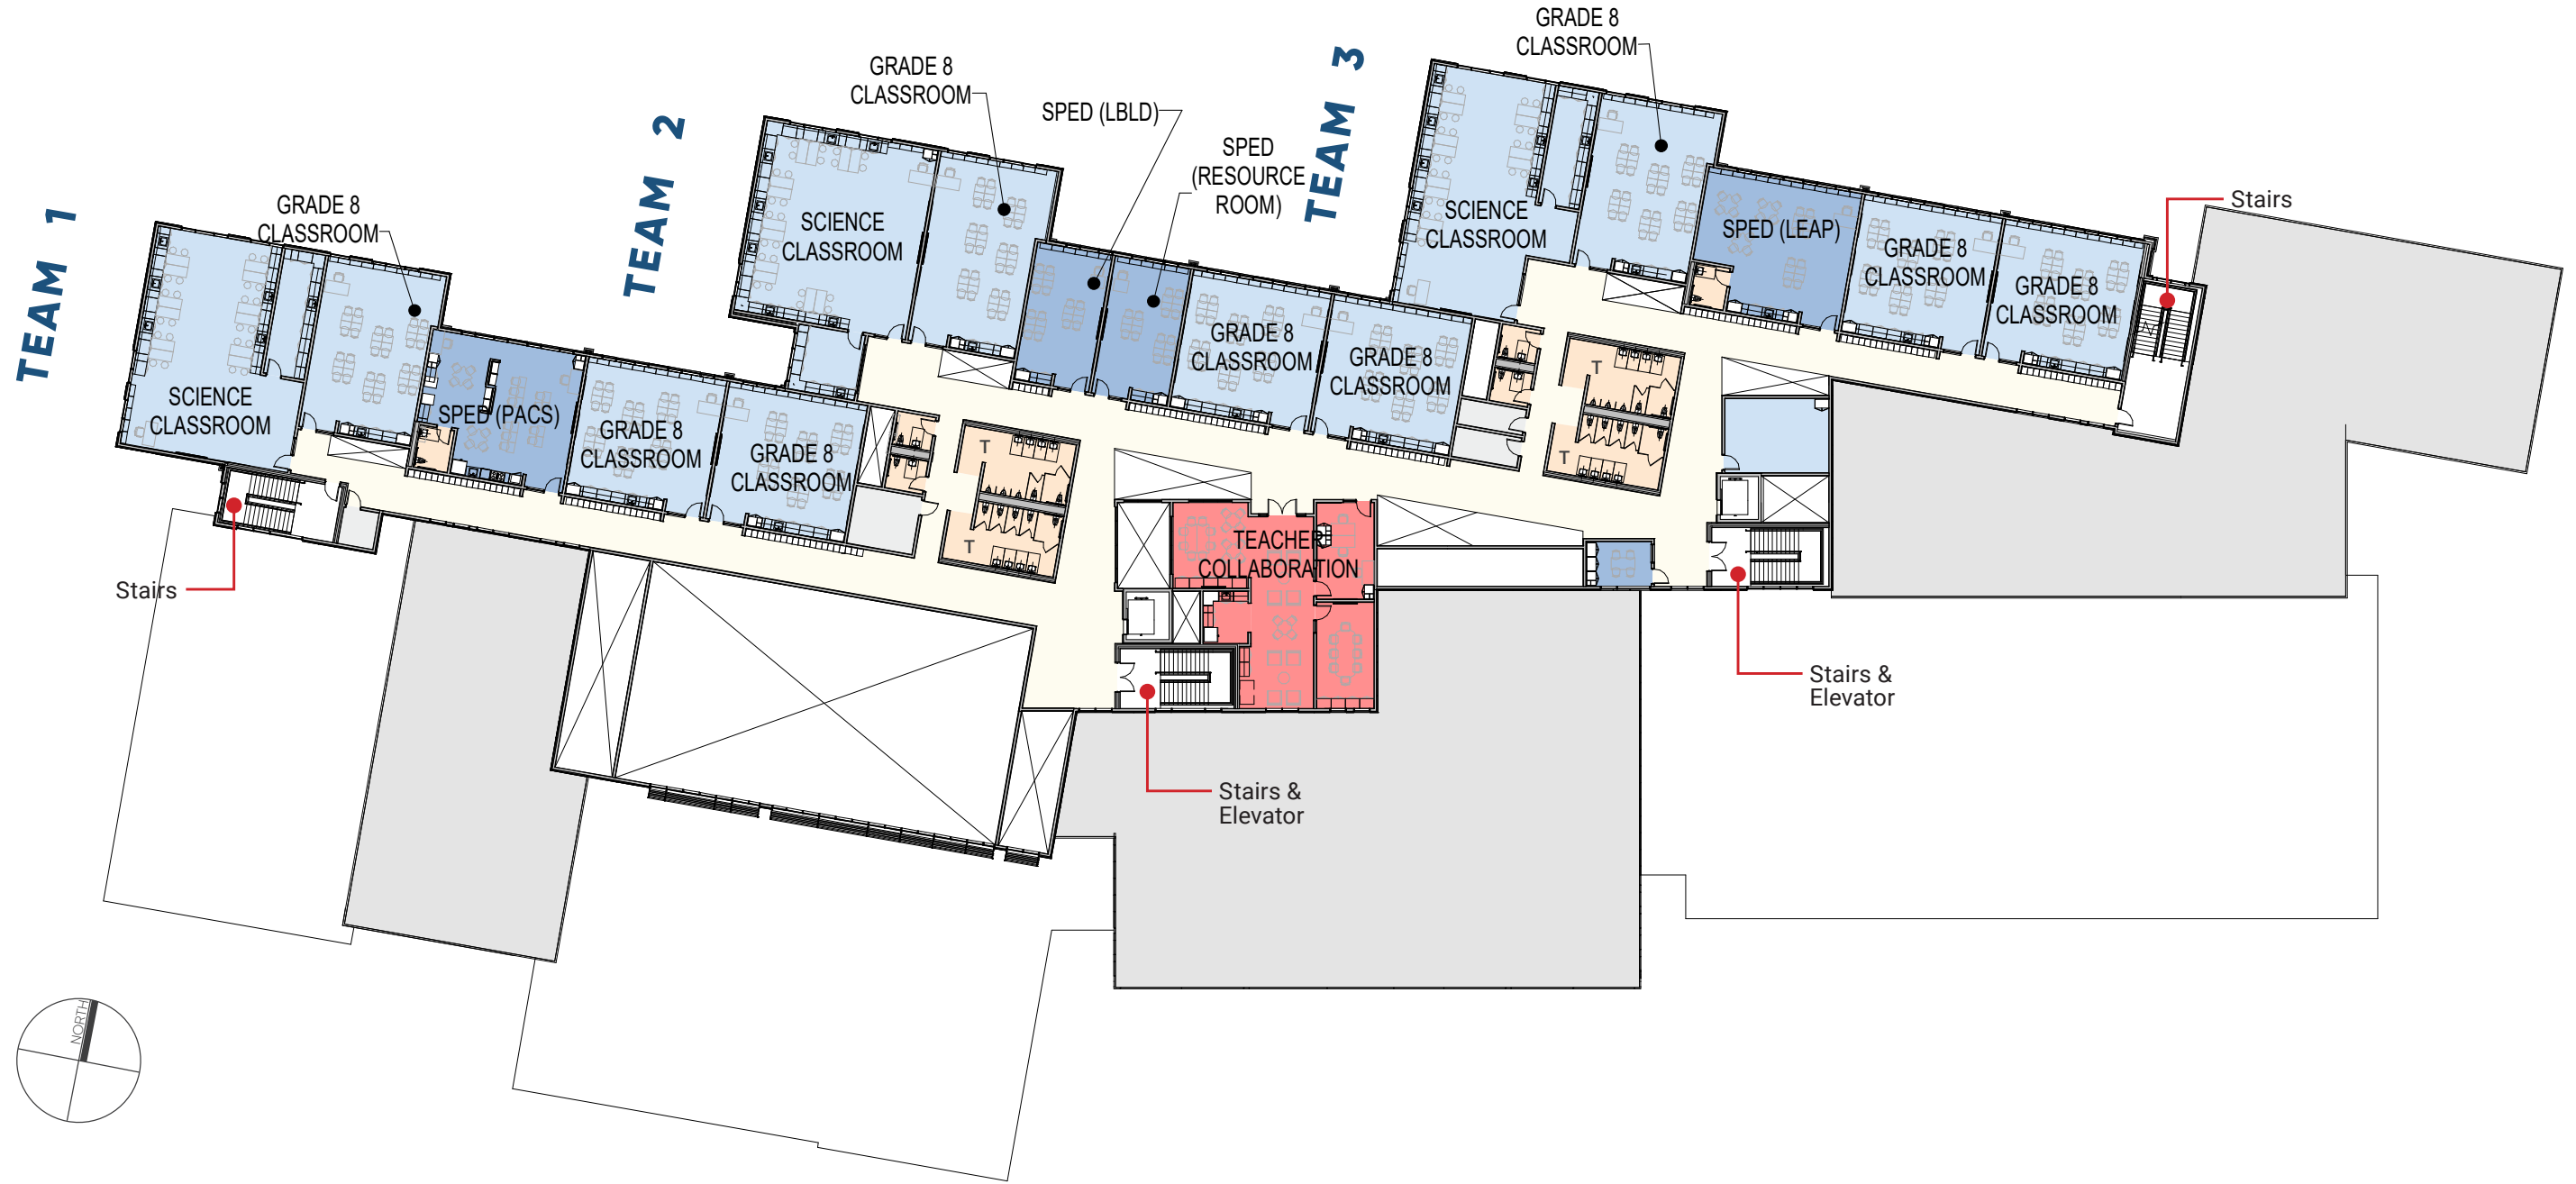 TEAM 1
GRADE 8
CLASSROOM
SCIENCE
CLASSROOM
SPED (PACS)
GRADE 8
CLASSROOM
GRADE 8
CLASSROOM
Stairs
TEAM 2
GRADE 8
CLASSROOM
SCIENCE
CLASSROOM
SPED (LBLD)
SPED
(RESOURCE
ROOM)
GRADE 8
CLASSROOM
GRADE 8
CLASSROOM
T
T
TEAM 3
GRADE 8
CLASSROOM
SCIENCE
CLASSROOM
SPED (LEAP)
GRADE 8
CLASSROOM
GRADE 8
CLASSROOM
Stairs
T
T
TEACHER
COLLABORATION
Stairs &
Elevator
Stairs &
Elevator
NORTH